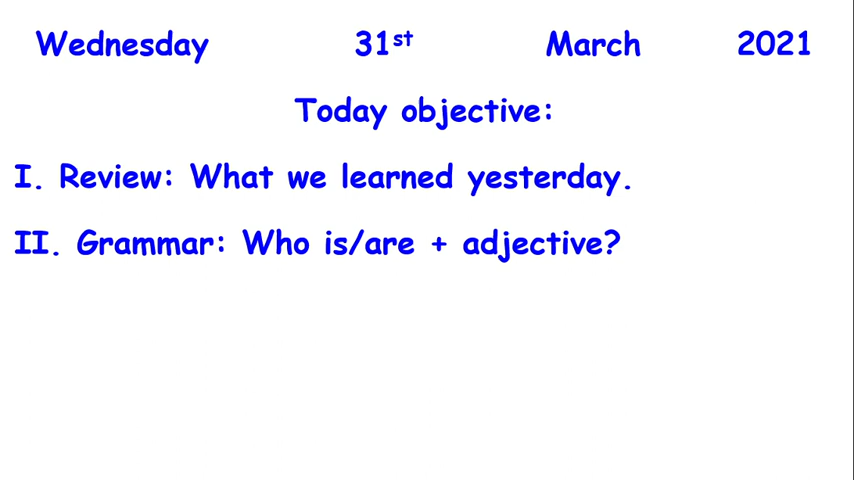 Wednesday 31st March 2021
Today objective:
I. Review: What we learned yesterday.
II. Grammar: Who is/are + adjective?